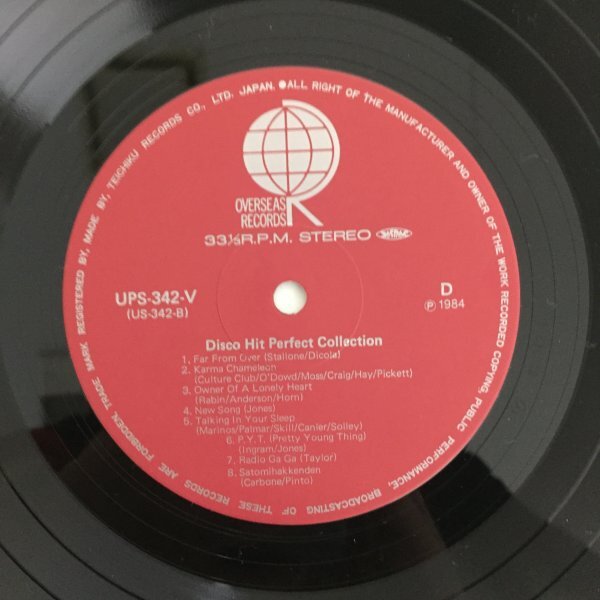 TRADE MARK REGISTERED BY, MADE BY, TEICHIKU RECORDS CO., LTD. JAPAN. ●ALL RIGHT OF THE MANUFACTURER AND OWNER OF THE WORK RECORDED COPYING, PUBLIC PERFORMANCE, BROADCASTING OF THESE RECORDS ARE FORBIDDEN.
R
OVERSEAS
RECORDS
33⅓R.P.M. STEREO
UPS-342-V
(US-342-B)
D
Ⓟ 1984
Disco Hit Perfect Collection
1. Far From Over (Stallone/Dicola)
2. Karma Chameleon
(Culture Club/O'Dowd/Moss/Craig/Hay/Pickett)
3. Owner Of A Lonely Heart
(Rabin/Anderson/Horn)
4. New Song (Jones)
5. Talking In Your Sleep
(Marinos/Palmar/Skill/Canler/Solley)
6. P.Y.T. (Pretty Young Thing)
(Ingram/Jones)
7. Radio Ga Ga (Taylor)
8. Satomihakkenden
(Carbone/Pinto)